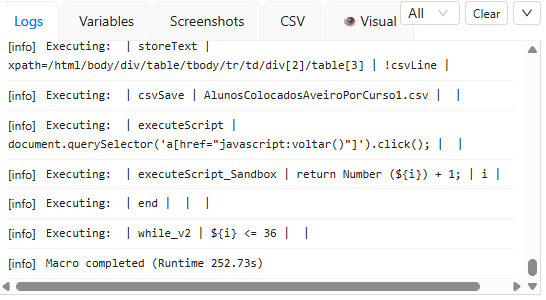 Logs Variables Screenshots CSV Visual All Clear
[info] Executing: | storeText |
xpath=/html/body/div/table/tbody/tr/td/div[2]/table[3] | !csvLine |
[info] Executing: | csvSave | AlunosColocadosAveiroPorCurso1.csv | |
[info] Executing: | executeScript |
document.querySelector('a[href="javascript:voltar()"]').click(); | |
[info] Executing: | executeScript_Sandbox | return Number (${i}) + 1; | i |
[info] Executing: | end | | |
[info] Executing: | while_v2 | ${i} <= 36 | |
[info] Macro completed (Runtime 252.73s)